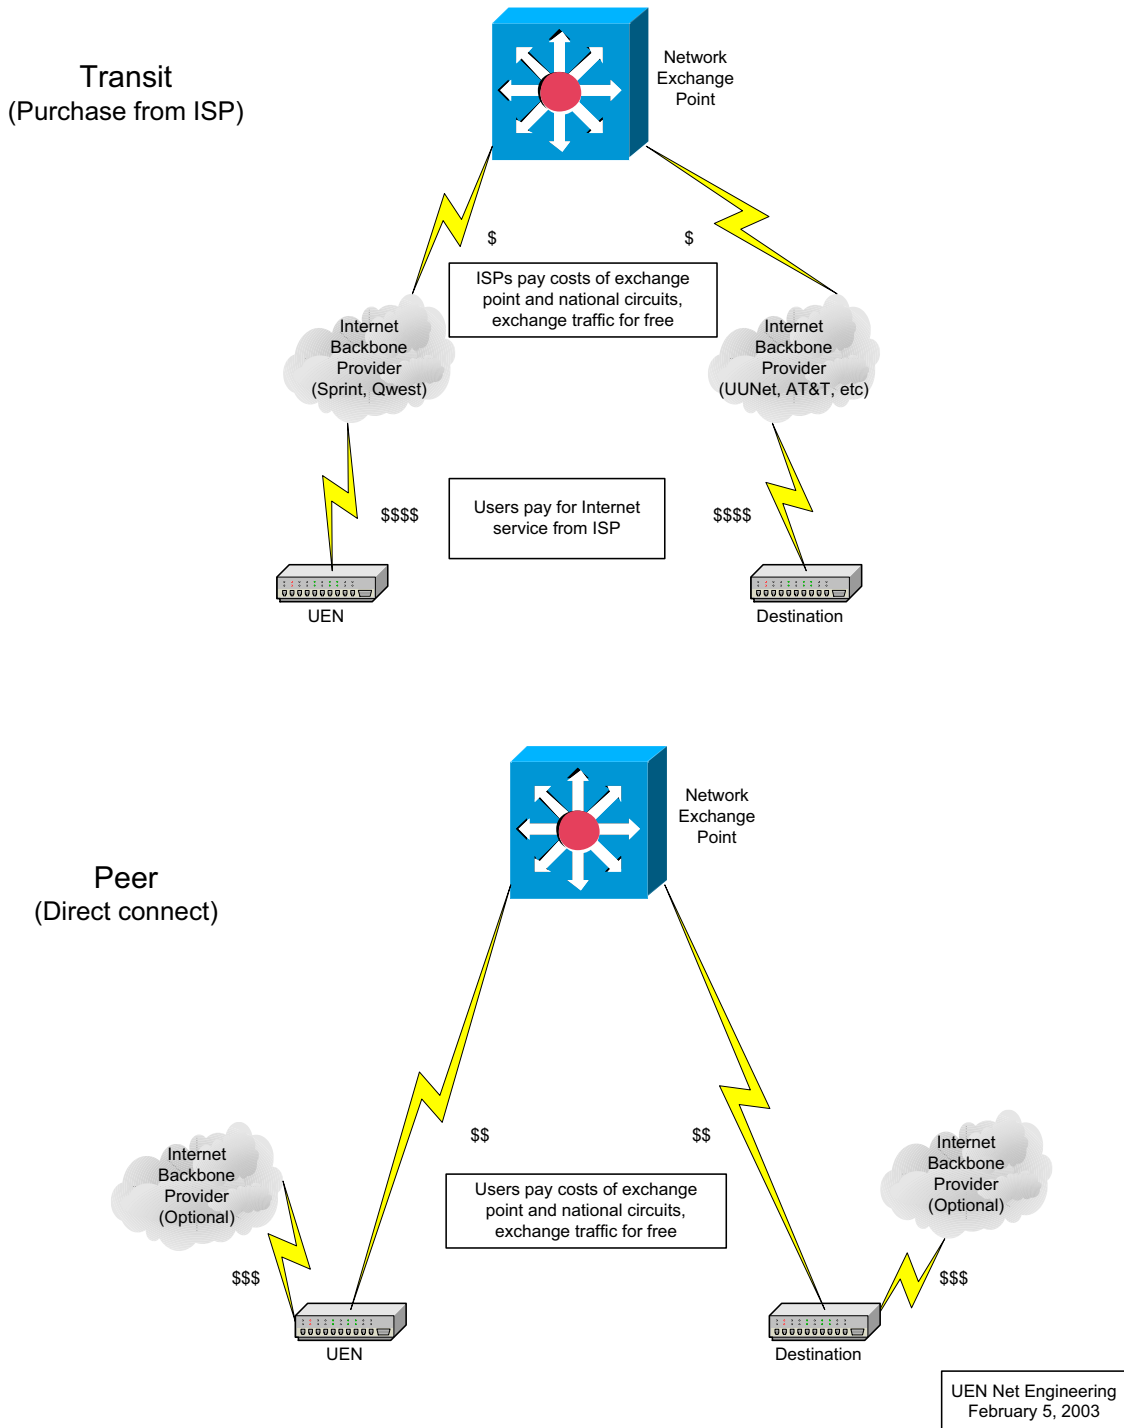 Transit
(Purchase from ISP)
Network
Exchange
Point
$
$
ISPs pay costs of exchange
point and national circuits,
exchange traffic for free
Internet
Backbone
Provider
(Sprint, Qwest)
Internet
Backbone
Provider
(UUNet, AT&T, etc)
$$$$
Users pay for Internet
service from ISP
$$$$
UEN
Destination
Network
Exchange
Point
Peer
(Direct connect)
$$
$$
Internet
Backbone
Provider
(Optional)
Users pay costs of exchange
point and national circuits,
exchange traffic for free
Internet
Backbone
Provider
(Optional)
$$$
$$$
UEN
Destination
UEN Net Engineering
February 5, 2003